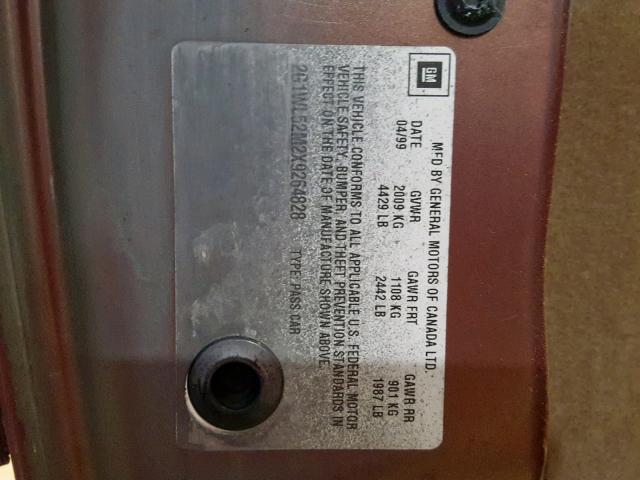 GM
MFD BY GENERAL MOTORS OF CANADA LTD.
DATE GVWR GAWR FRT GAWR RR
04/99 2009 KG 1108 KG 901 KG
4429 LB 2442 LB 1987 LB
THIS VEHICLE CONFORMS TO ALL APPLICABLE U.S. FEDERAL MOTOR
VEHICLE SAFETY, BUMPER, AND THEFT PREVENTION STANDARDS IN
EFFECT ON THE DATE OF MANUFACTURE SHOWN ABOVE.
2G1WL52M2X9264828 TYPE: PASS CAR